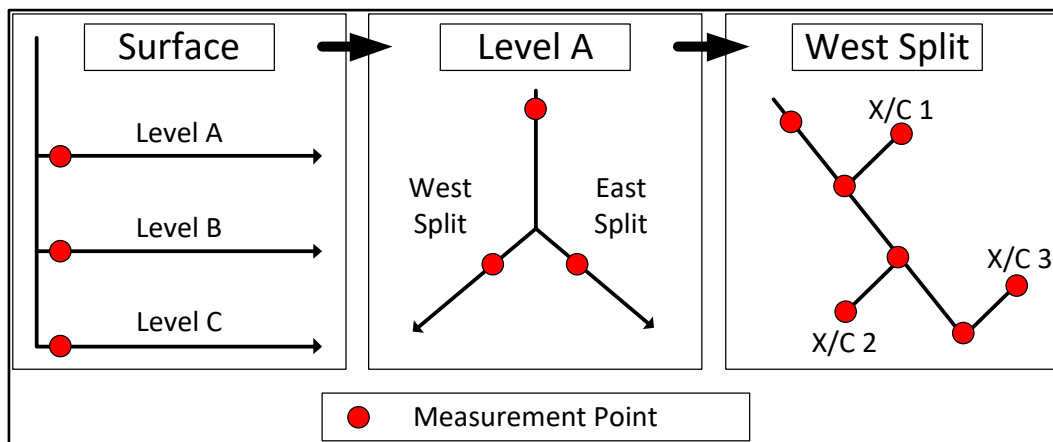 Surface
Level A
Level B
Level C
Level A
West
Split
East
Split
West Split
X/C 1
X/C 2
X/C 3
Measurement Point